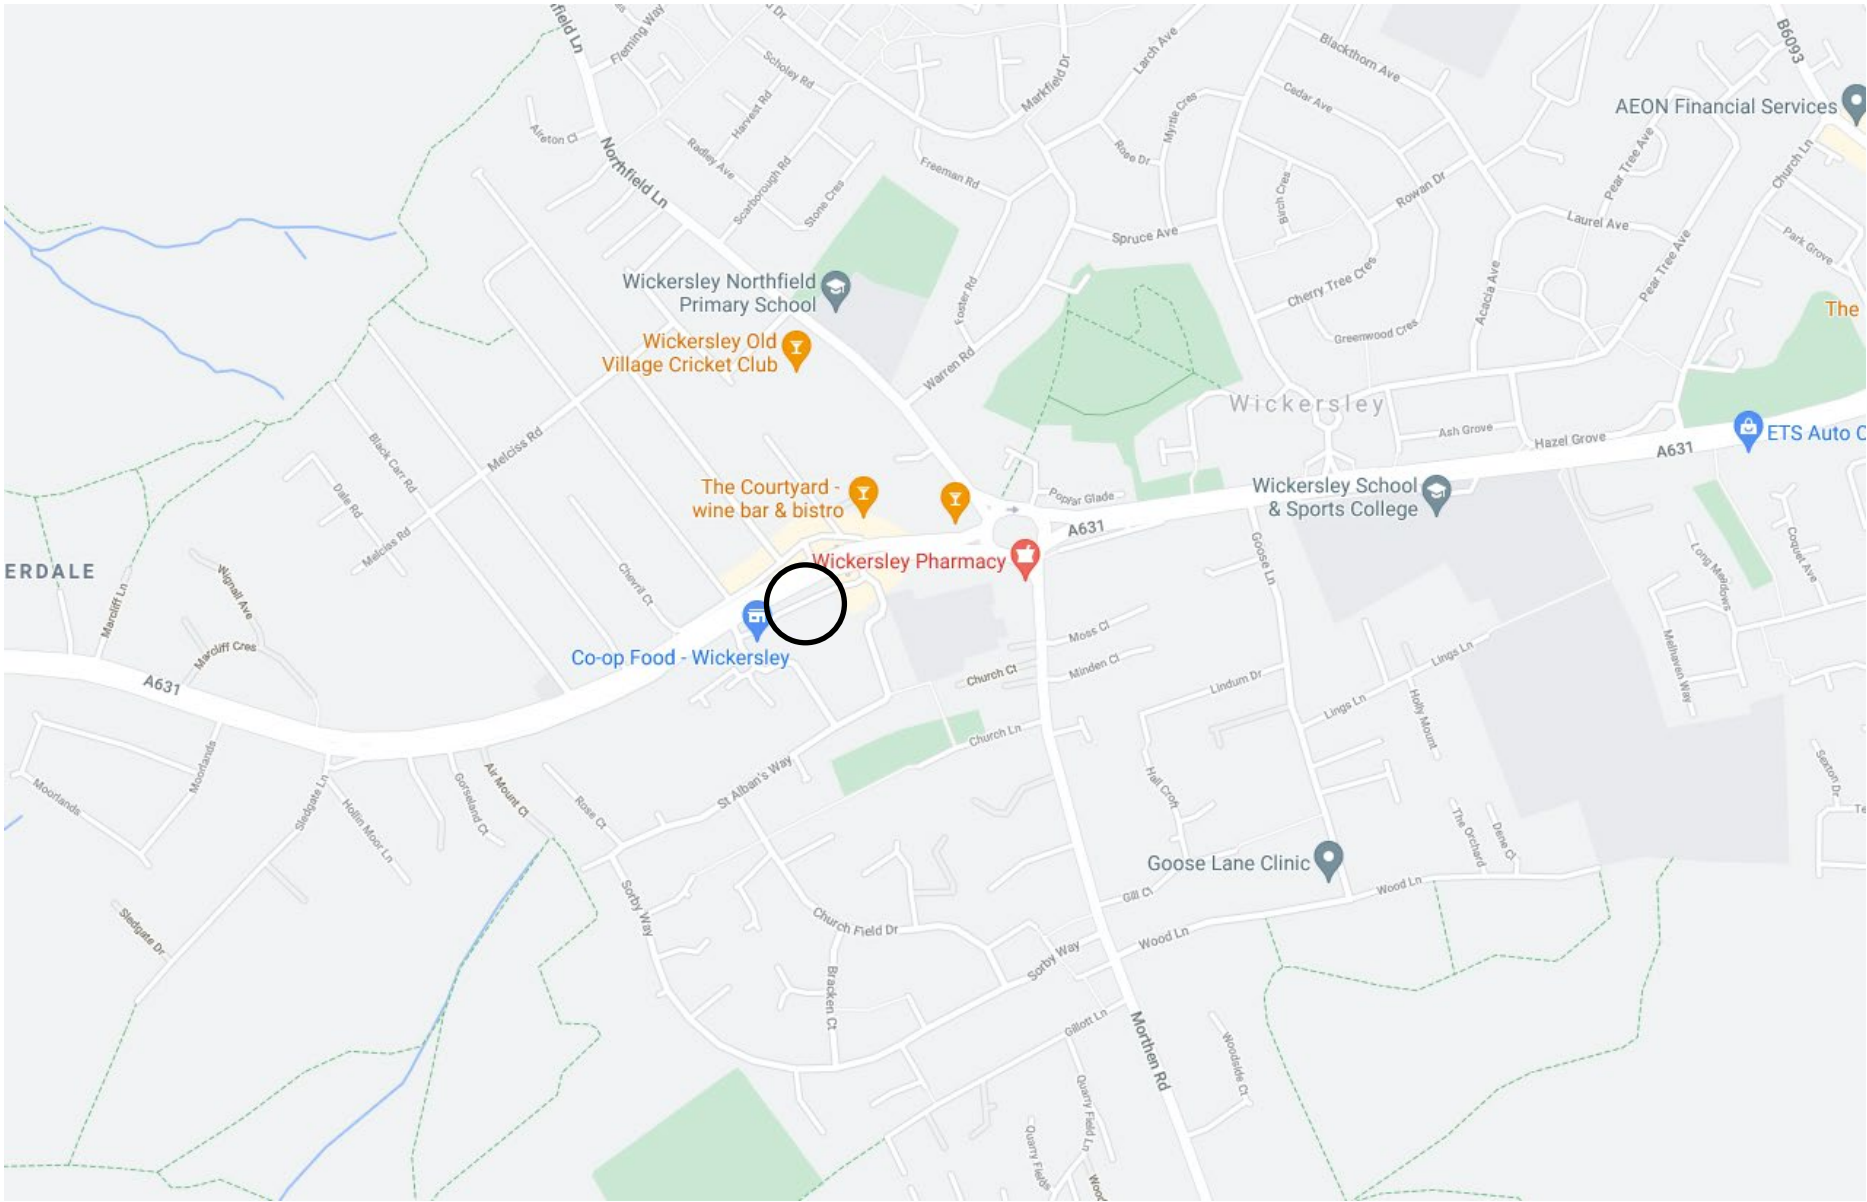 field Ln
Fleming Way
Dr
Scholey Rd
Markfield Dr
Larch Ave
Blackthorn Ave
B6093
AEON Financial Services
Aireton Cl
Harvest Rd
Radley Ave
Scarborough Rd
Stone Cres
Freeman Rd
Rose Dr
Myrtle Cres
Cedar Ave
Birch Cres
Rowan Dr
Pear Tree Ave
Church Ln
Northfield Ln
Spruce Ave
Laurel Ave
Park Grove
Wickersley Northfield
Primary School
Foster Rd
Cherry Tree Cres
Acacia Ave
Pear Tree Ave
The
Wickersley Old
Village Cricket Club
Warren Rd
Greenwood Cres
Wickersley
Black Carr Rd
Melciss Rd
Ash Grove
Hazel Grove
A631
ETS Auto C
The Courtyard -
wine bar & bistro
Poplar Glade
A631
Wickersley School
& Sports College
Dale Rd
Melciss Rd
Wickersley Pharmacy
Goose Ln
Long Meadows
Coquet Ave
ERDALE
Marcliff Ln
Wignall Ave
Chevril Ct
Marcliff Cres
Co-op Food - Wickersley
Moss Cl
Minden Cl
Church Ct
Lindum Dr
Lings Ln
Lings Ln
Holly Mount
Melhaven Way
A631
Church Ln
Moorlands
Moorlands
Sledgate Ln
Hollin Moor Ln
Gorseland Ct
Air Mount Ct
Rose Ct
St Alban's Way
Hall Croft
The Orchard
Dene Cl
Sexton Dr
Te
Goose Lane Clinic
Sledgate Dr
Sorby Way
Church Field Dr
Gill Cl
Wood Ln
Wood Ln
Sorby Way
Bracken Ct
Gillott Ln
Morthen Rd
Woodside Ct
Quarry Field Ln
Quarry Fields
Wood